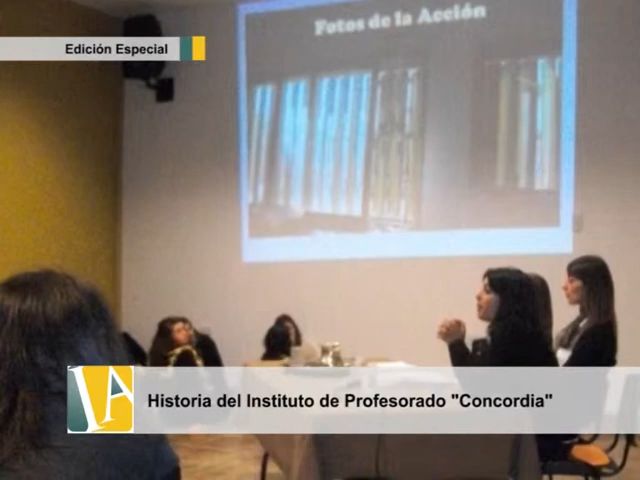 Fotos de la Acción
Edición Especial
IA
Historia del Instituto de Profesorado "Concordia"